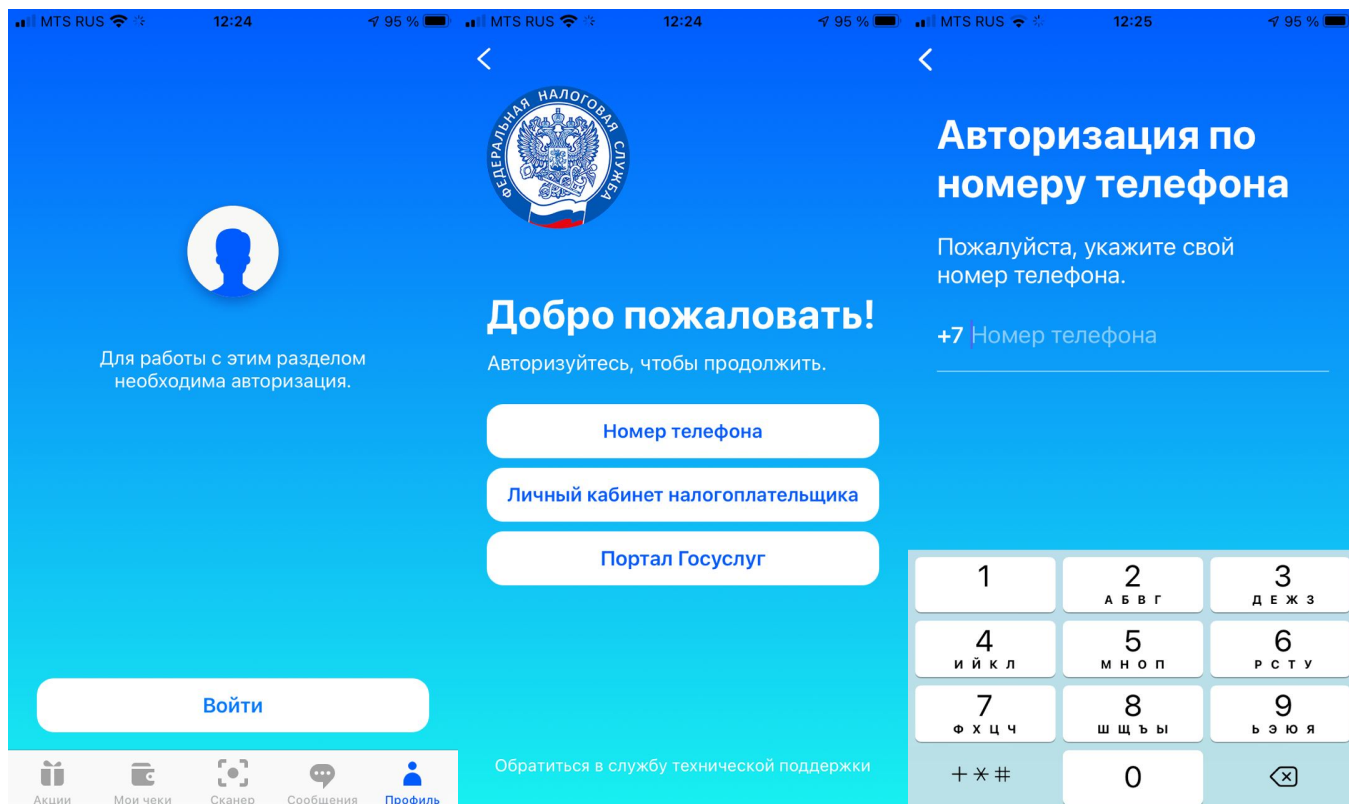 MTS RUS 12:24 95 %
Для работы с этим разделом
необходима авторизация.
Войти
Акции Мои чеки Сканер Сообщения Профиль
MTS RUS 12:24 95 %
ФЕДЕРАЛЬНАЯ НАЛОГОВАЯ СЛУЖБА
Добро пожаловать!
Авторизуйтесь, чтобы продолжить.
Номер телефона
Личный кабинет налогоплательщика
Портал Госуслуг
Обратиться в службу технической поддержки
MTS RUS 12:25 95 %
Авторизация по
номеру телефона
Пожалуйста, укажите свой
номер телефона.
+7 Номер телефона
1 2 3
АБВГ ДЕЖЗ
4 5 6
ИЙКЛ МНОП РСТУ
7 8 9
ФХЦЧ ШЩЪЫ ЬЭЮЯ
+*# 0